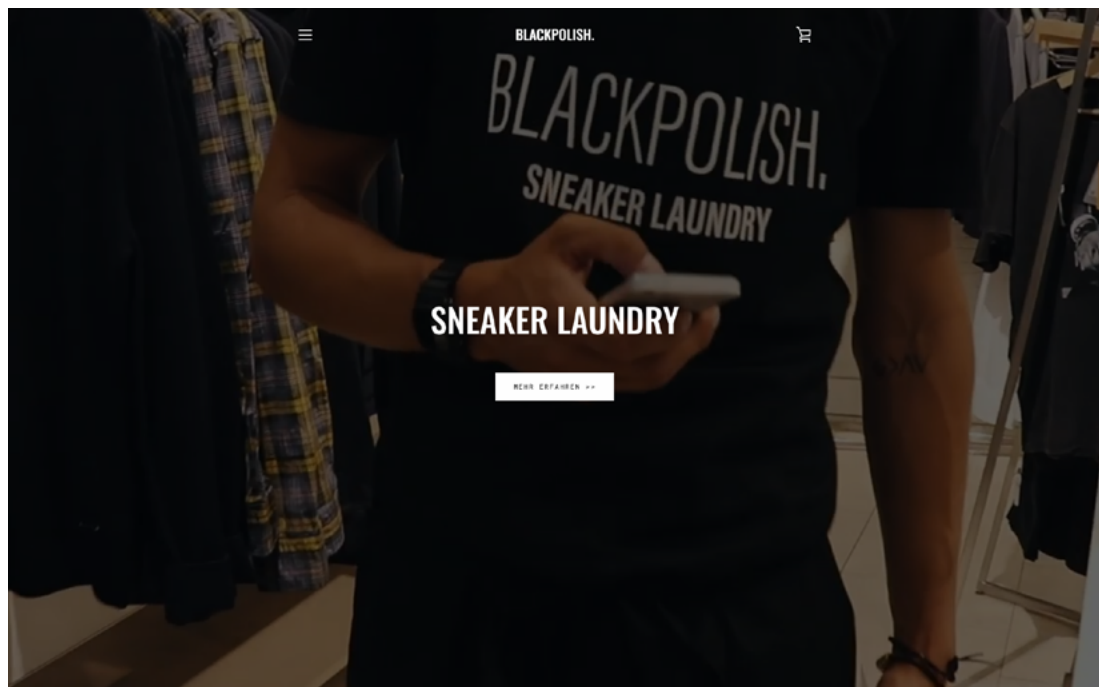 BLACKPOLISH.
BLACKPOLISH.
SNEAKER LAUNDRY
SNEAKER LAUNDRY
MEHR ERFAHREN >>